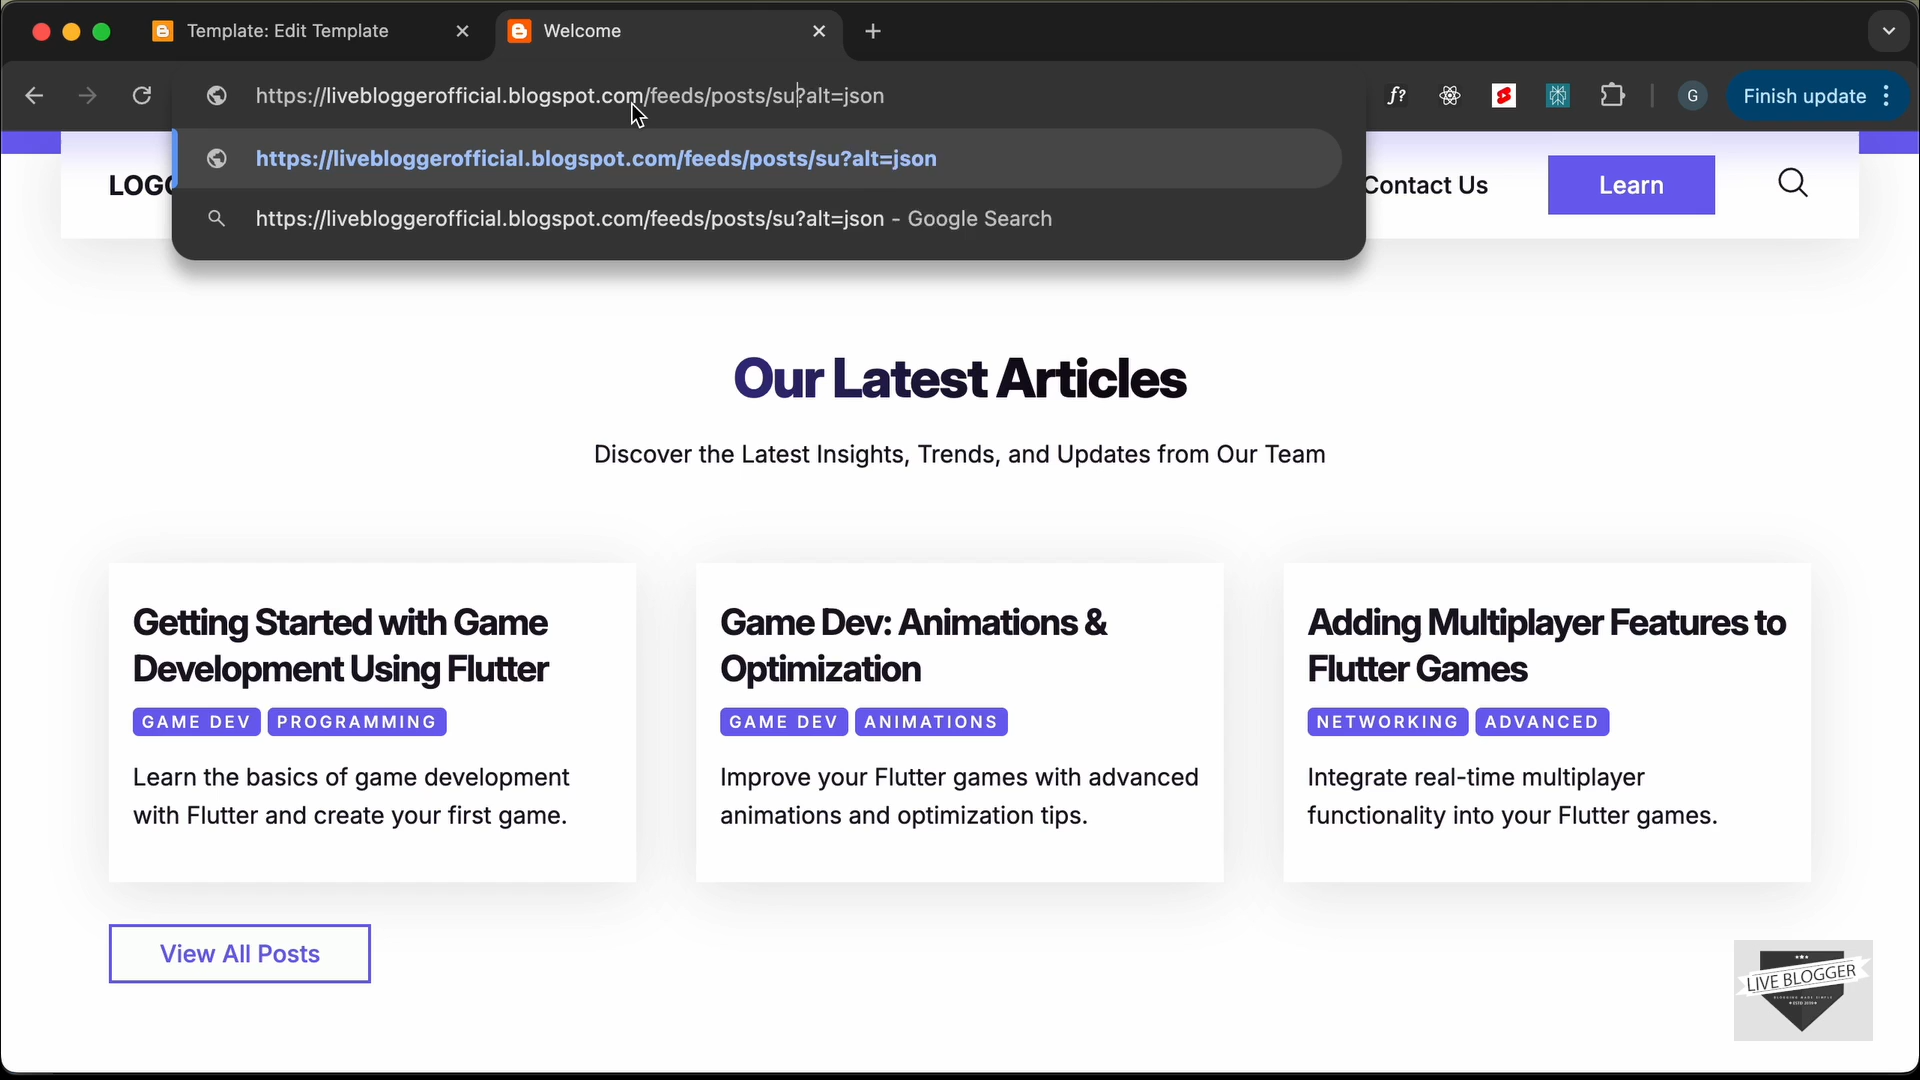 Template: Edit Template
Welcome
https://livebloggerofficial.blogspot.com/feeds/posts/su?alt=json
f?
G
Finish update
https://livebloggerofficial.blogspot.com/feeds/posts/su?alt=json
https://livebloggerofficial.blogspot.com/feeds/posts/su?alt=json - Google Search
LOGO
Contact Us
Learn
Our Latest Articles
Discover the Latest Insights, Trends, and Updates from Our Team
Getting Started with Game
Development Using Flutter
GAME DEV PROGRAMMING
Learn the basics of game development
with Flutter and create your first game.
Game Dev: Animations &
Optimization
GAME DEV ANIMATIONS
Improve your Flutter games with advanced
animations and optimization tips.
Adding Multiplayer Features to
Flutter Games
NETWORKING ADVANCED
Integrate real-time multiplayer
functionality into your Flutter games.
View All Posts
LIVE BLOGGER